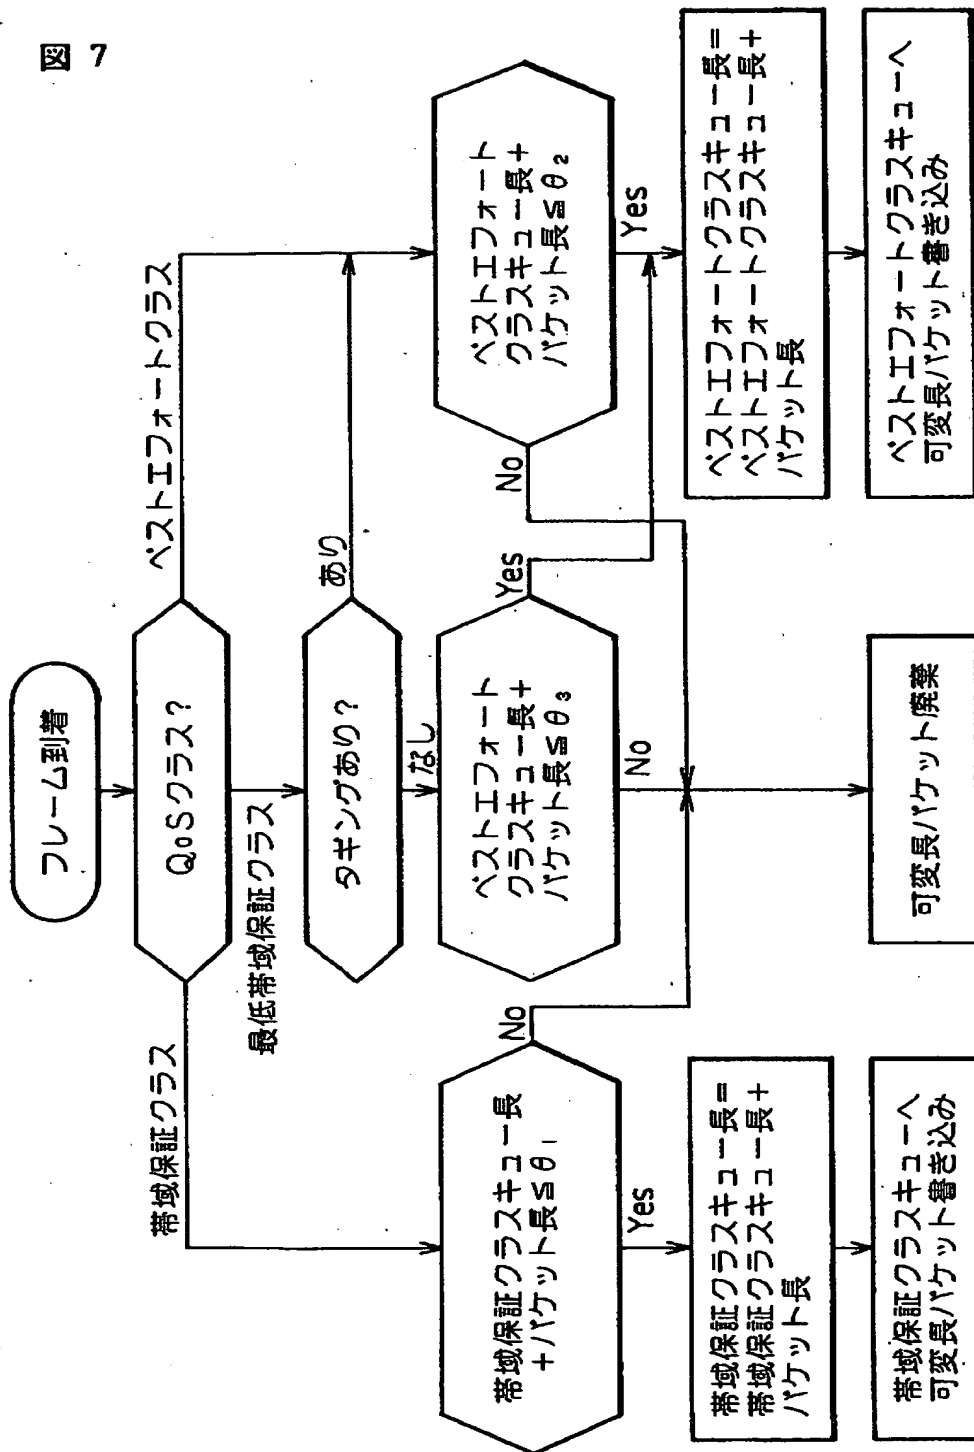 図 7
フレーム到着
QoSクラス?
ベストエフォートクラス
帯域保証クラス
最低帯域保証クラス
タギングあり?
あり
なし
帯域保証クラスキュー長
+パケット長≦θ1
No
Yes
ベストエフォート
クラスキュー長+
パケット長≦θ3
Yes
No
ベストエフォート
クラスキュー長+
パケット長≦θ2
No
Yes
帯域保証クラスキュー長=
帯域保証クラスキュー長+
パケット長
ベストエフォートクラスキュー長=
ベストエフォートクラスキュー長+
パケット長
帯域保証クラスキューへ
可変長パケット書き込み
可変長パケット廃棄
ベストエフォートクラスキューへ
可変長パケット書き込み